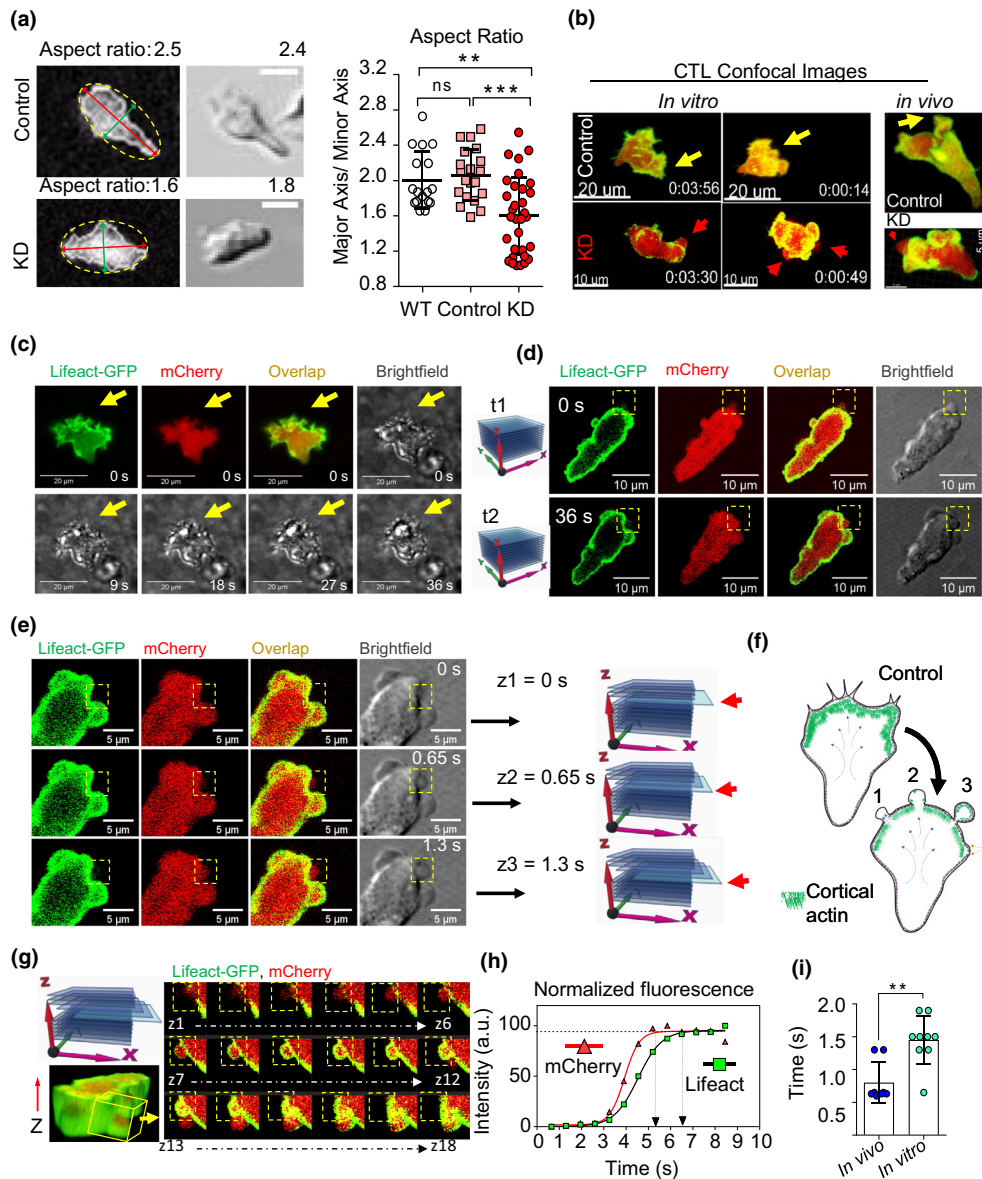 (a)
Aspect ratio: 2.5
2.4
Control
Aspect ratio:1.6
1.8
KD
Aspect Ratio
**
ns
***
Major Axis/ Minor Axis
3.2
2.8
2.4
2.0
1.6
1.2
0.8
WT Control KD
(b)
CTL Confocal Images
In vitro
in vivo
Control
20 um
0:03:56
20 um
0:00:14
Control
KD
10 um
0:03:30
10 um
0:00:49
KD
5 µm
(c)
Lifeact-GFP
mCherry
Overlap
Brightfield
20 µm
0 s
20 µm
0 s
20 µm
0 s
20 µm
0 s
20 µm
9 s
20 µm
18 s
20 µm
27 s
20 µm
36 s
(d)
Lifeact-GFP
mCherry
Overlap
Brightfield
t1
Z
Y
X
0 s
10 µm
10 µm
10 µm
10 µm
t2
Z
Y
X
36 s
10 µm
10 µm
10 µm
10 µm
(e)
Lifeact-GFP
mCherry
Overlap
Brightfield
0 s
5 µm
5 µm
5 µm
5 µm
0.65 s
5 µm
5 µm
5 µm
5 µm
1.3 s
5 µm
5 µm
5 µm
5 µm
z1 = 0 s
Z
X
z2 = 0.65 s
Z
X
z3 = 1.3 s
Z
X
(f)
Control
1
2
3
Cortical
actin
(g)
Lifeact-GFP, mCherry
Z
X
z1
z6
z7
z12
z13
z18
Z
(h)
Normalized fluorescence
Intensity (a.u.)
100
50
0
mCherry
Lifeact
0 1 2 3 4 5 6 7 8 9 10
Time (s)
(i)
**
Time (s)
2.0
1.5
1.0
0.5
In vivo
In vitro